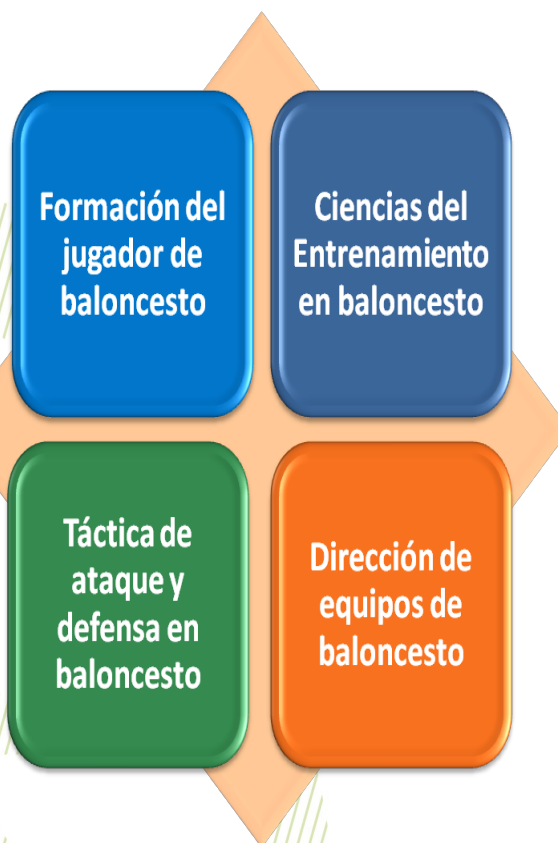 Formación del
jugador de
baloncesto
Ciencias del
Entrenamiento
en baloncesto
Táctica de
ataque y
defensa en
baloncesto
Dirección de
equipos de
baloncesto